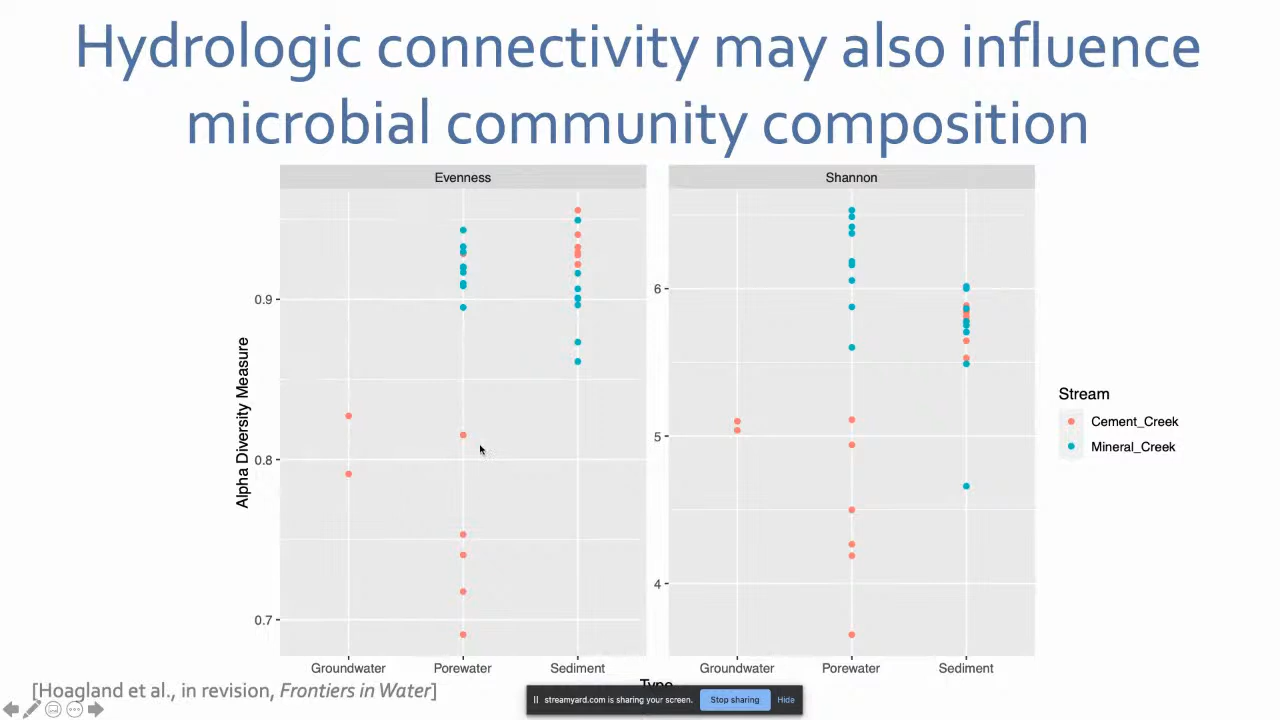 Hydrologic connectivity may also influence
microbial community composition
Evenness
Shannon
Alpha Diversity Measure
0.9
0.8
0.7
6
5
4
Groundwater
Porewater
Sediment
Groundwater
Porewater
Sediment
Type
Stream
Cement_Creek
Mineral_Creek
[Hoagland et al., in revision, Frontiers in Water]
streamyard.com is sharing your screen.
Stop sharing
Hide